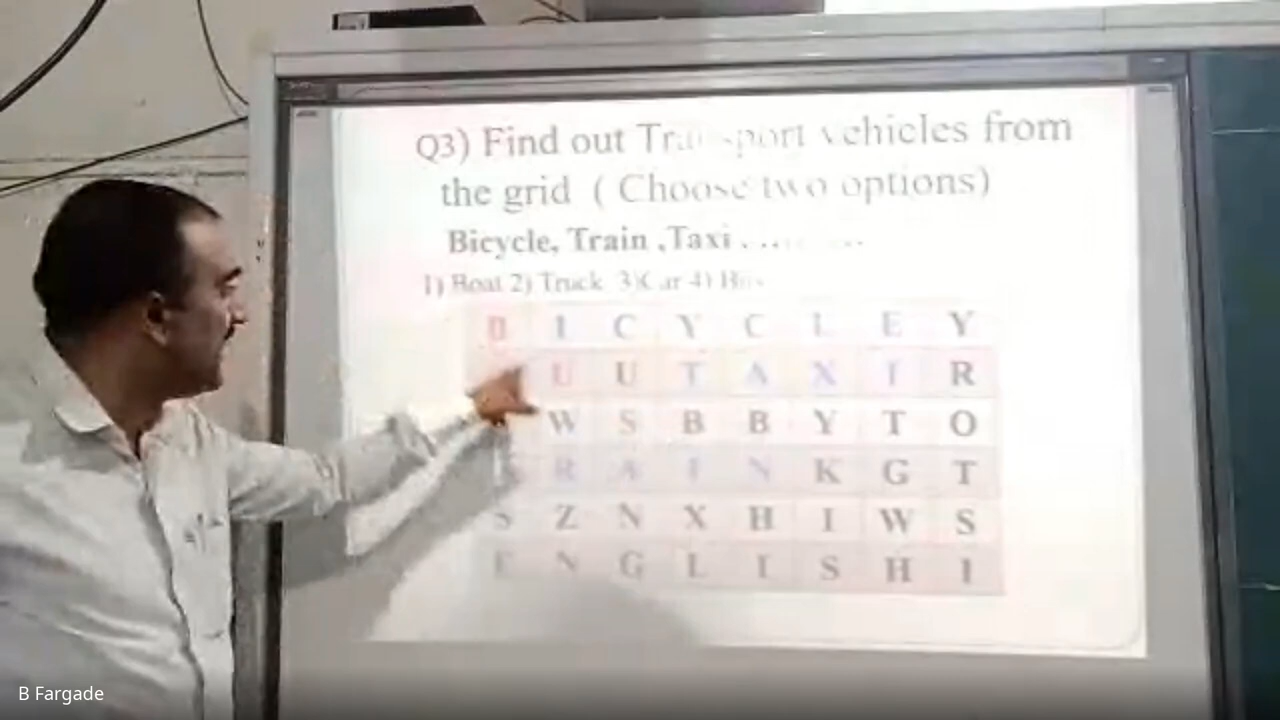 Q3) Find out Transport vehicles from
the grid ( Choose two options)
Bicycle, Train ,Taxi . . . .
1) Boat 2) Truck 3)Car 4) Bus
B I C Y C L E Y
U U T A X I R
W S B B Y T O
R A I N K G T
S Z N X H I W S
E N G L I S H I
B Fargade